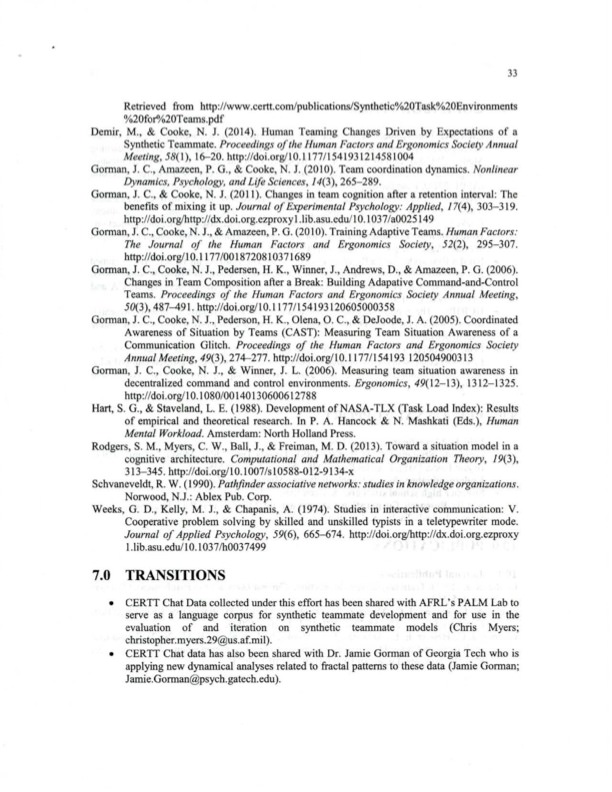 33
Retrieved from http://www.certt.com/publications/Synthetic%20Task%20Environments
%20for%20Teams.pdf
Demir, M., & Cooke, N. J. (2014). Human Teaming Changes Driven by Expectations of a
Synthetic Teammate. Proceedings of the Human Factors and Ergonomics Society Annual
Meeting, 58(1), 16–20. http://doi.org/10.1177/1541931214581004
Gorman, J. C., Amazeen, P. G., & Cooke, N. J. (2010). Team coordination dynamics. Nonlinear
Dynamics, Psychology, and Life Sciences, 14(3), 265–289.
Gorman, J. C., & Cooke, N. J. (2011). Changes in team cognition after a retention interval: The
benefits of mixing it up. Journal of Experimental Psychology: Applied, 17(4), 303–319.
http://doi.org/http://dx.doi.org.ezproxy1.lib.asu.edu/10.1037/a0025149
Gorman, J. C., Cooke, N. J., & Amazeen, P. G. (2010). Training Adaptive Teams. Human Factors:
The Journal of the Human Factors and Ergonomics Society, 52(2), 295–307.
http://doi.org/10.1177/0018720810371689
Gorman, J. C., Cooke, N. J., Pedersen, H. K., Winner, J., Andrews, D., & Amazeen, P. G. (2006).
Changes in Team Composition after a Break: Building Adapative Command-and-Control
Teams. Proceedings of the Human Factors and Ergonomics Society Annual Meeting,
50(3), 487–491. http://doi.org/10.1177/154193120605000358
Gorman, J. C., Cooke, N. J., Pederson, H. K., Olena, O. C., & DeJoode, J. A. (2005). Coordinated
Awareness of Situation by Teams (CAST): Measuring Team Situation Awareness of a
Communication Glitch. Proceedings of the Human Factors and Ergonomics Society
Annual Meeting, 49(3), 274–277. http://doi.org/10.1177/154193 120504900313
Gorman, J. C., Cooke, N. J., & Winner, J. L. (2006). Measuring team situation awareness in
decentralized command and control environments. Ergonomics, 49(12–13), 1312–1325.
http://doi.org/10.1080/00140130600612788
Hart, S. G., & Staveland, L. E. (1988). Development of NASA-TLX (Task Load Index): Results
of empirical and theoretical research. In P. A. Hancock & N. Mashkati (Eds.), Human
Mental Workload. Amsterdam: North Holland Press.
Rodgers, S. M., Myers, C. W., Ball, J., & Freiman, M. D. (2013). Toward a situation model in a
cognitive architecture. Computational and Mathematical Organization Theory, 19(3),
313–345. http://doi.org/10.1007/s10588-012-9134-x
Schvaneveldt, R. W. (1990). Pathfinder associative networks: studies in knowledge organizations.
Norwood, N.J.: Ablex Pub. Corp.
Weeks, G. D., Kelly, M. J., & Chapanis, A. (1974). Studies in interactive communication: V.
Cooperative problem solving by skilled and unskilled typists in a teletypewriter mode.
Journal of Applied Psychology, 59(6), 665–674. http://doi.org/http://dx.doi.org.ezproxy
1.lib.asu.edu/10.1037/h0037499
7.0 TRANSITIONS
• CERTT Chat Data collected under this effort has been shared with AFRL's PALM Lab to
serve as a language corpus for synthetic teammate development and for use in the
evaluation of and iteration on synthetic teammate models (Chris Myers;
christopher.myers.29@us.af.mil).
• CERTT Chat data has also been shared with Dr. Jamie Gorman of Georgia Tech who is
applying new dynamical analyses related to fractal patterns to these data (Jamie Gorman;
Jamie.Gorman@psych.gatech.edu).